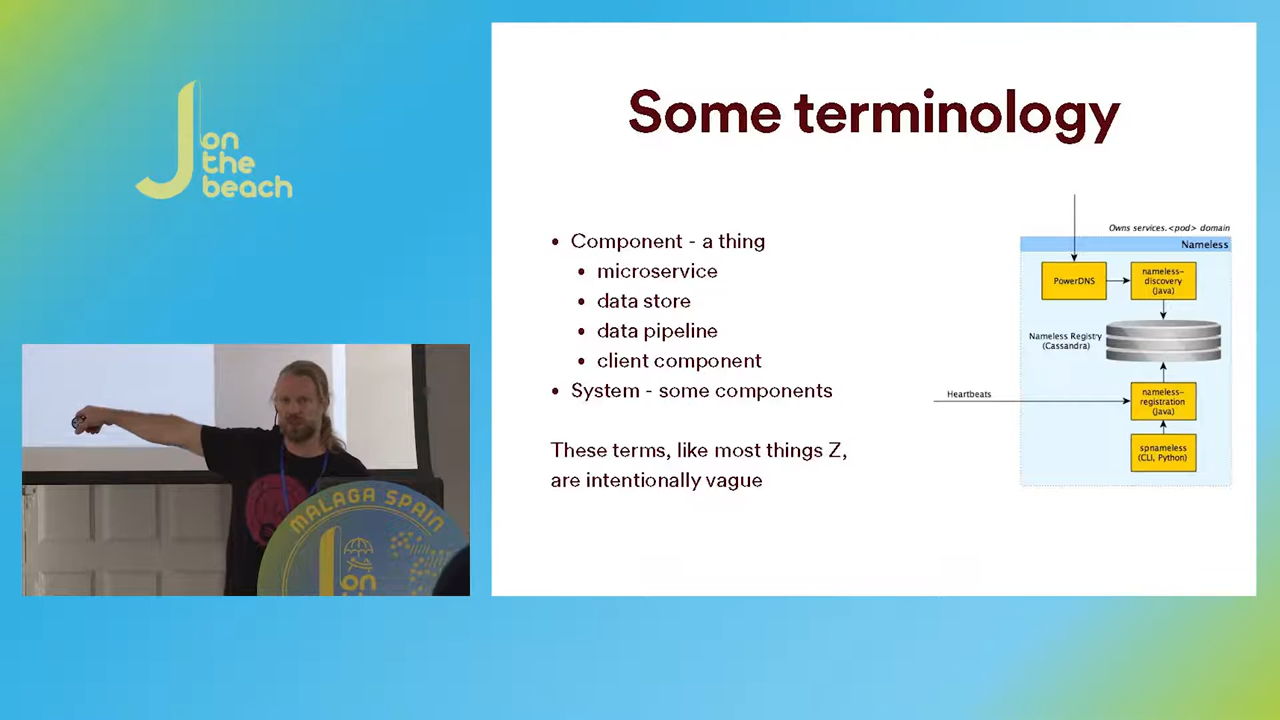 J on
the
beach
Some terminology
• Component - a thing
• microservice
• data store
• data pipeline
• client component
• System - some components
These terms, like most things Z,
are intentionally vague
Owns services.<pod> domain
Nameless
PowerDNS
nameless-
discovery
(Java)
Nameless Registry
(Cassandra)
Heartbeats
nameless-
registration
(Java)
spnameless
(CLI, Python)
MALAGA SPAIN
J on